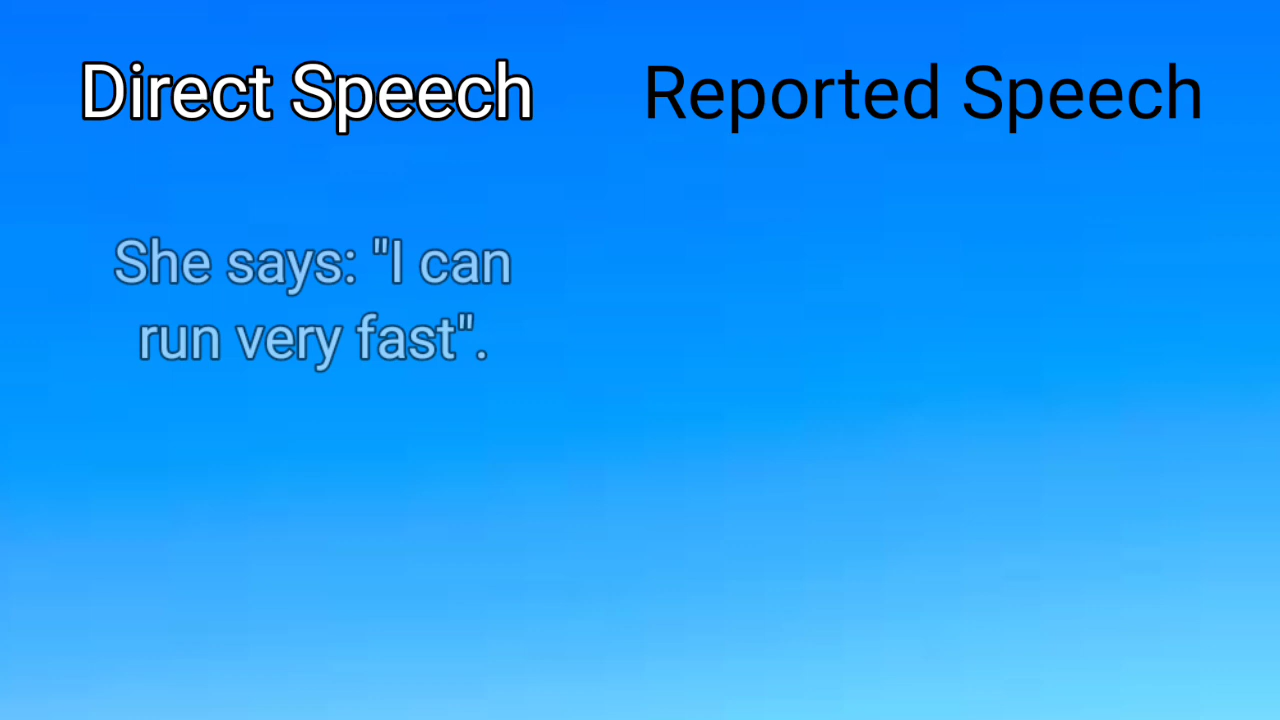 Direct Speech
Reported Speech
She says: "I can
run very fast".